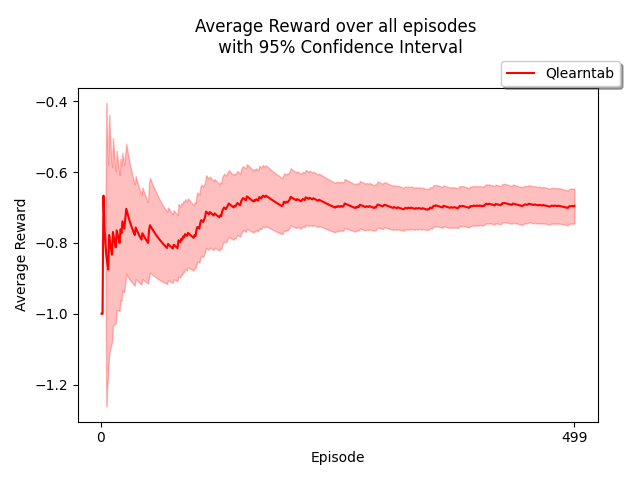 Average Reward over all episodes
with 95% Confidence Interval
Qlearntab
−0.4
−0.6
−0.8
−1.0
−1.2
Average Reward
0
499
Episode